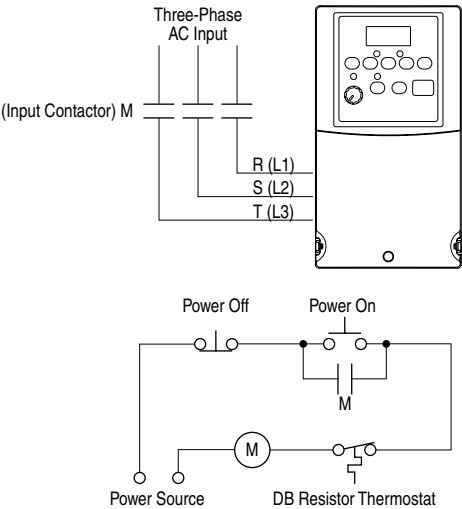 Three-Phase
AC Input
(Input Contactor) M
R (L1)
S (L2)
T (L3)
Power Off
Power On
M
M
Power Source
DB Resistor Thermostat